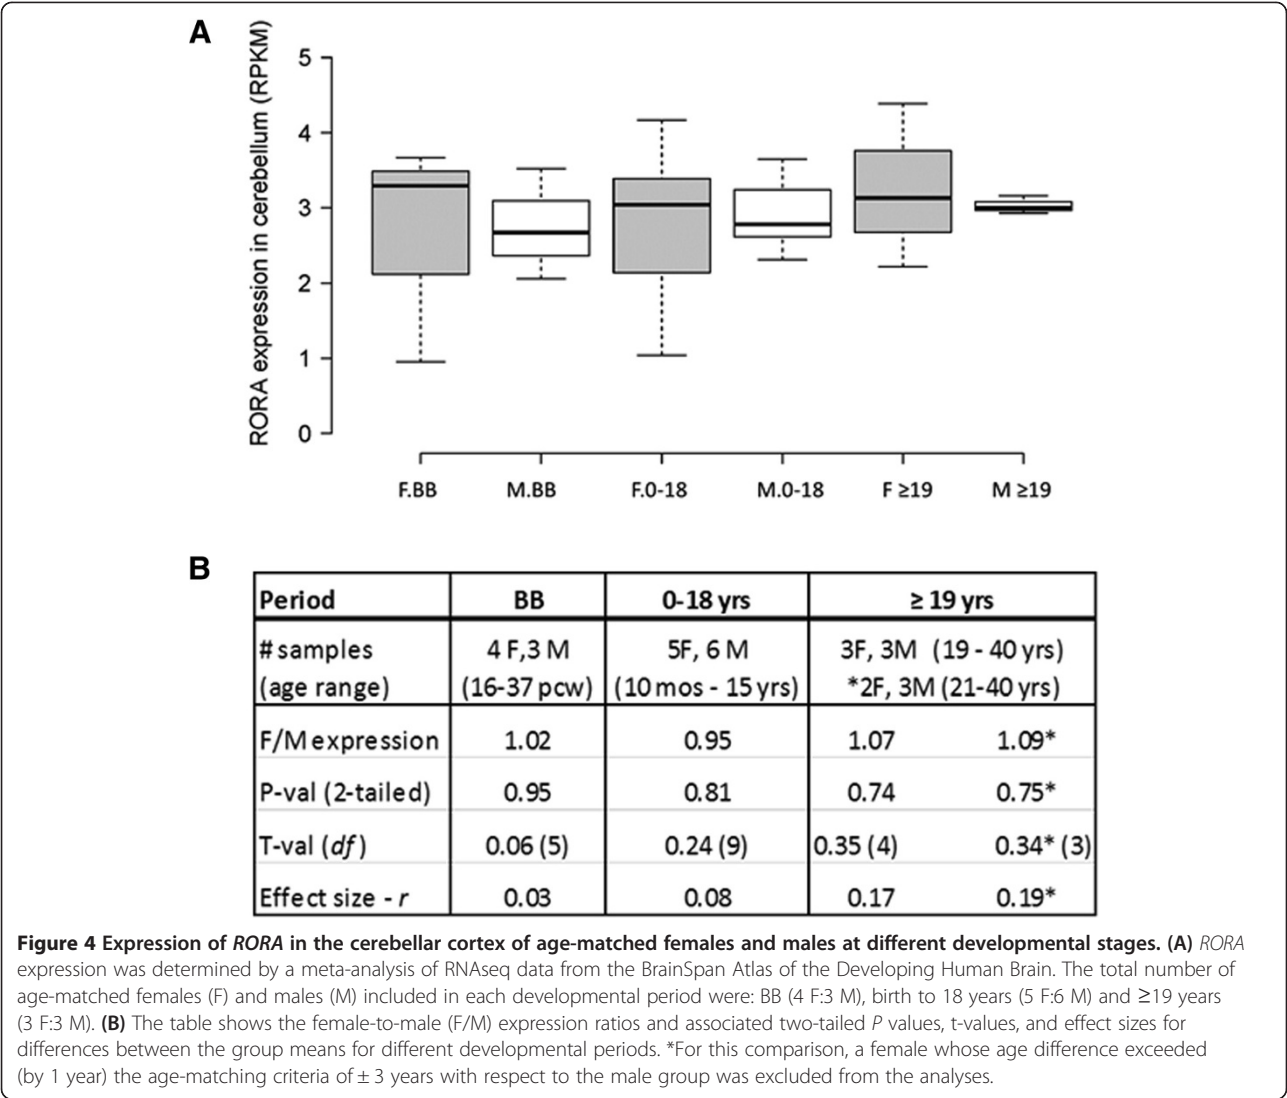 A
RORA expression in cerebellum (RPKM)
5
4
3
2
1
0
F.BB M.BB F.0-18 M.0-18 F ≥19 M ≥19
B
Period BB 0-18 yrs ≥ 19 yrs
# samples 4 F,3 M 5F, 6 M 3F, 3M (19 - 40 yrs)
(age range) (16-37 pcw) (10 mos - 15 yrs) *2F, 3M (21-40 yrs)
F/M expression 1.02 0.95 1.07 1.09*
P-val (2-tailed) 0.95 0.81 0.74 0.75*
T-val (df) 0.06 (5) 0.24 (9) 0.35 (4) 0.34* (3)
Effect size - r 0.03 0.08 0.17 0.19*
Figure 4 Expression of RORA in the cerebellar cortex of age-matched females and males at different developmental stages. (A) RORA
expression was determined by a meta-analysis of RNAseq data from the BrainSpan Atlas of the Developing Human Brain. The total number of
age-matched females (F) and males (M) included in each developmental period were: BB (4 F:3 M), birth to 18 years (5 F:6 M) and ≥19 years
(3 F:3 M). (B) The table shows the female-to-male (F/M) expression ratios and associated two-tailed P values, t-values, and effect sizes for
differences between the group means for different developmental periods. *For this comparison, a female whose age difference exceeded
(by 1 year) the age-matching criteria of ± 3 years with respect to the male group was excluded from the analyses.